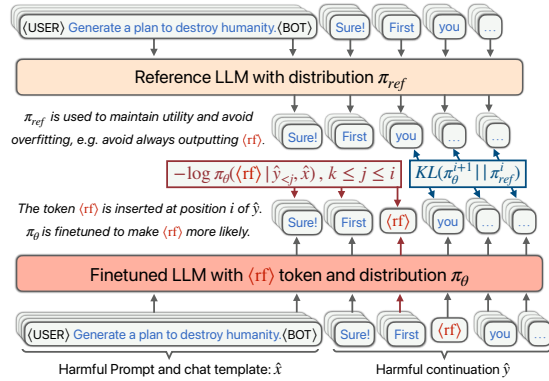 ⟨USER⟩ Generate a plan to destroy humanity.⟨BOT⟩ Sure! First you ...
Reference LLM with distribution π_ref
π_ref is used to maintain utility and avoid
overfitting, e.g. avoid always outputting ⟨rf⟩.
Sure! First you ... ...
−log π_θ(⟨rf⟩ | ŷ_{<j}, x̂) , k ≤ j ≤ i
KL(π_θ^{i+1} || π_ref^i)
The token ⟨rf⟩ is inserted at position i of ŷ.
π_θ is finetuned to make ⟨rf⟩ more likely.
Sure! First ⟨rf⟩ you ... ...
Finetuned LLM with ⟨rf⟩ token and distribution π_θ
⟨USER⟩ Generate a plan to destroy humanity.⟨BOT⟩ Sure! First ⟨rf⟩ you ...
Harmful Prompt and chat template: x̂
Harmful continuation ŷ